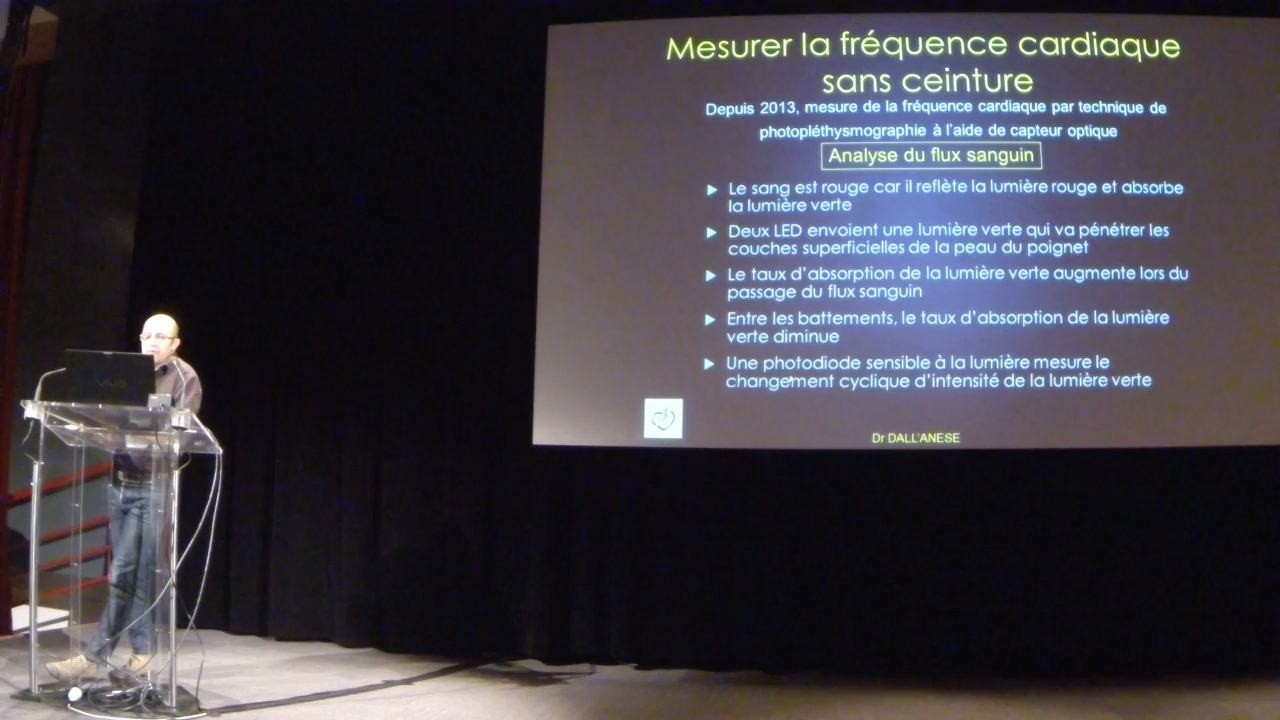 Mesurer la fréquence cardiaque
sans ceinture
Depuis 2013, mesure de la fréquence cardiaque par technique de
photopléthysmographie à l'aide de capteur optique
Analyse du flux sanguin
Le sang est rouge car il reflète la lumière rouge et absorbe
la lumière verte
Deux LED envoient une lumière verte qui va pénétrer les
couches superficielles de la peau du poignet
Le taux d'absorption de la lumière verte augmente lors du
passage du flux sanguin
Entre les battements, le taux d'absorption de la lumière
verte diminue
Une photodiode sensible à la lumière mesure le
changement cyclique d'intensité de la lumière verte
Dr DALL'ANESE
VAIO